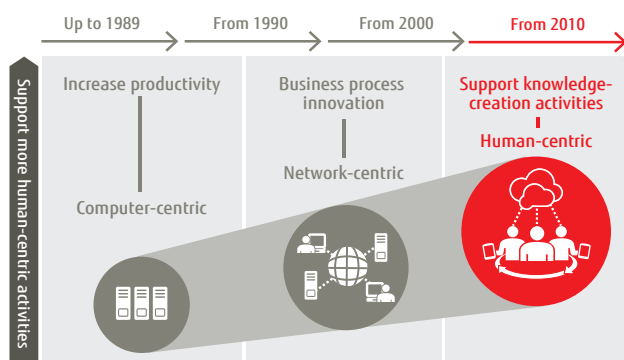 Up to 1989
From 1990
From 2000
From 2010
Support more human-centric activities
Increase productivity
Computer-centric
Business process
innovation
Network-centric
Support knowledge-
creation activities
Human-centric